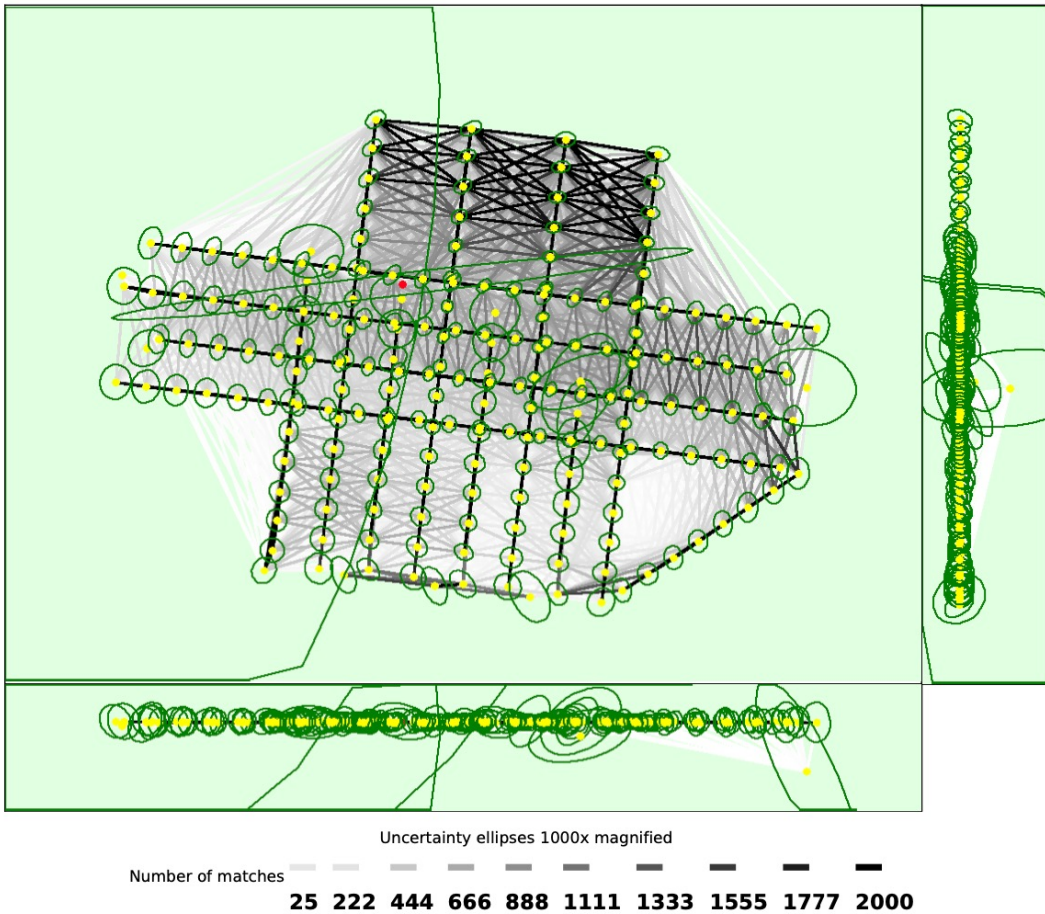 Uncertainty ellipses 1000x magnified
Number of matches
25 222 444 666 888 1111 1333 1555 1777 2000